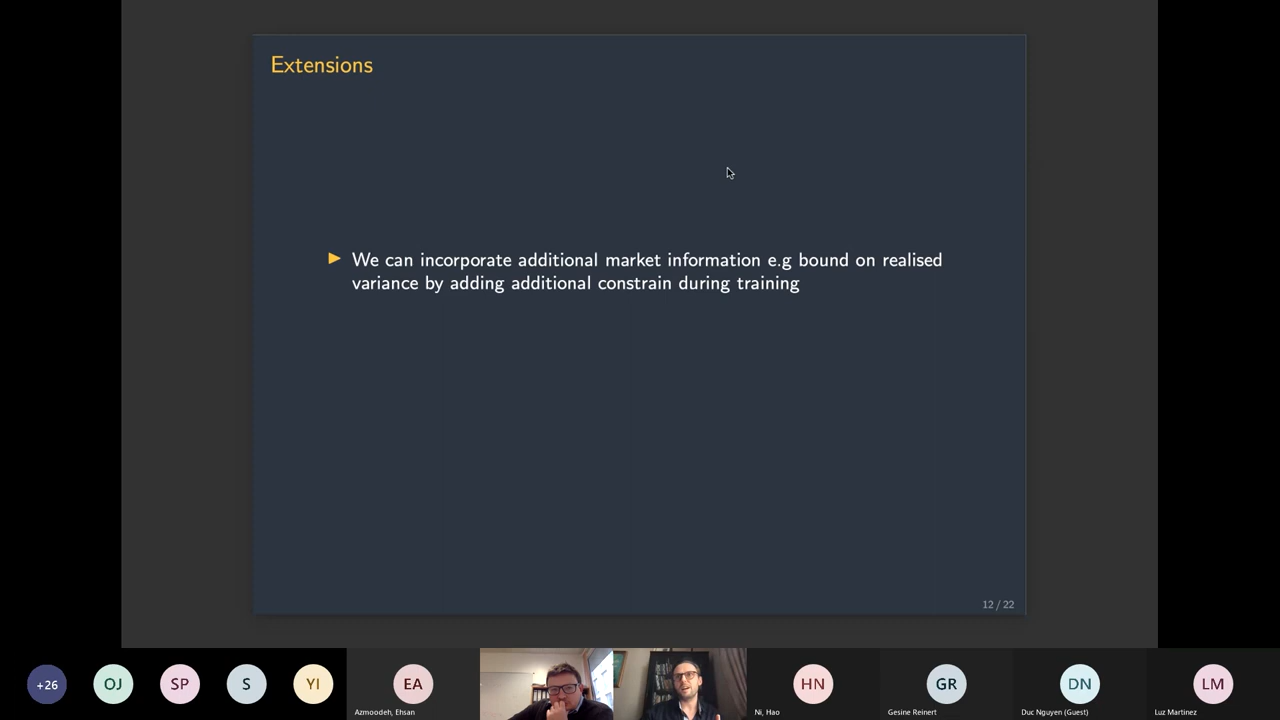 Extensions
We can incorporate additional market information e.g bound on realised
variance by adding additional constrain during training
12 / 22
+26
OJ
SP
S
YI
EA
HN
GR
DN
LM
Azmoodeh, Ehsan
Ni, Hao
Gesine Reinert
Duc Nguyen (Guest)
Luz Martinez